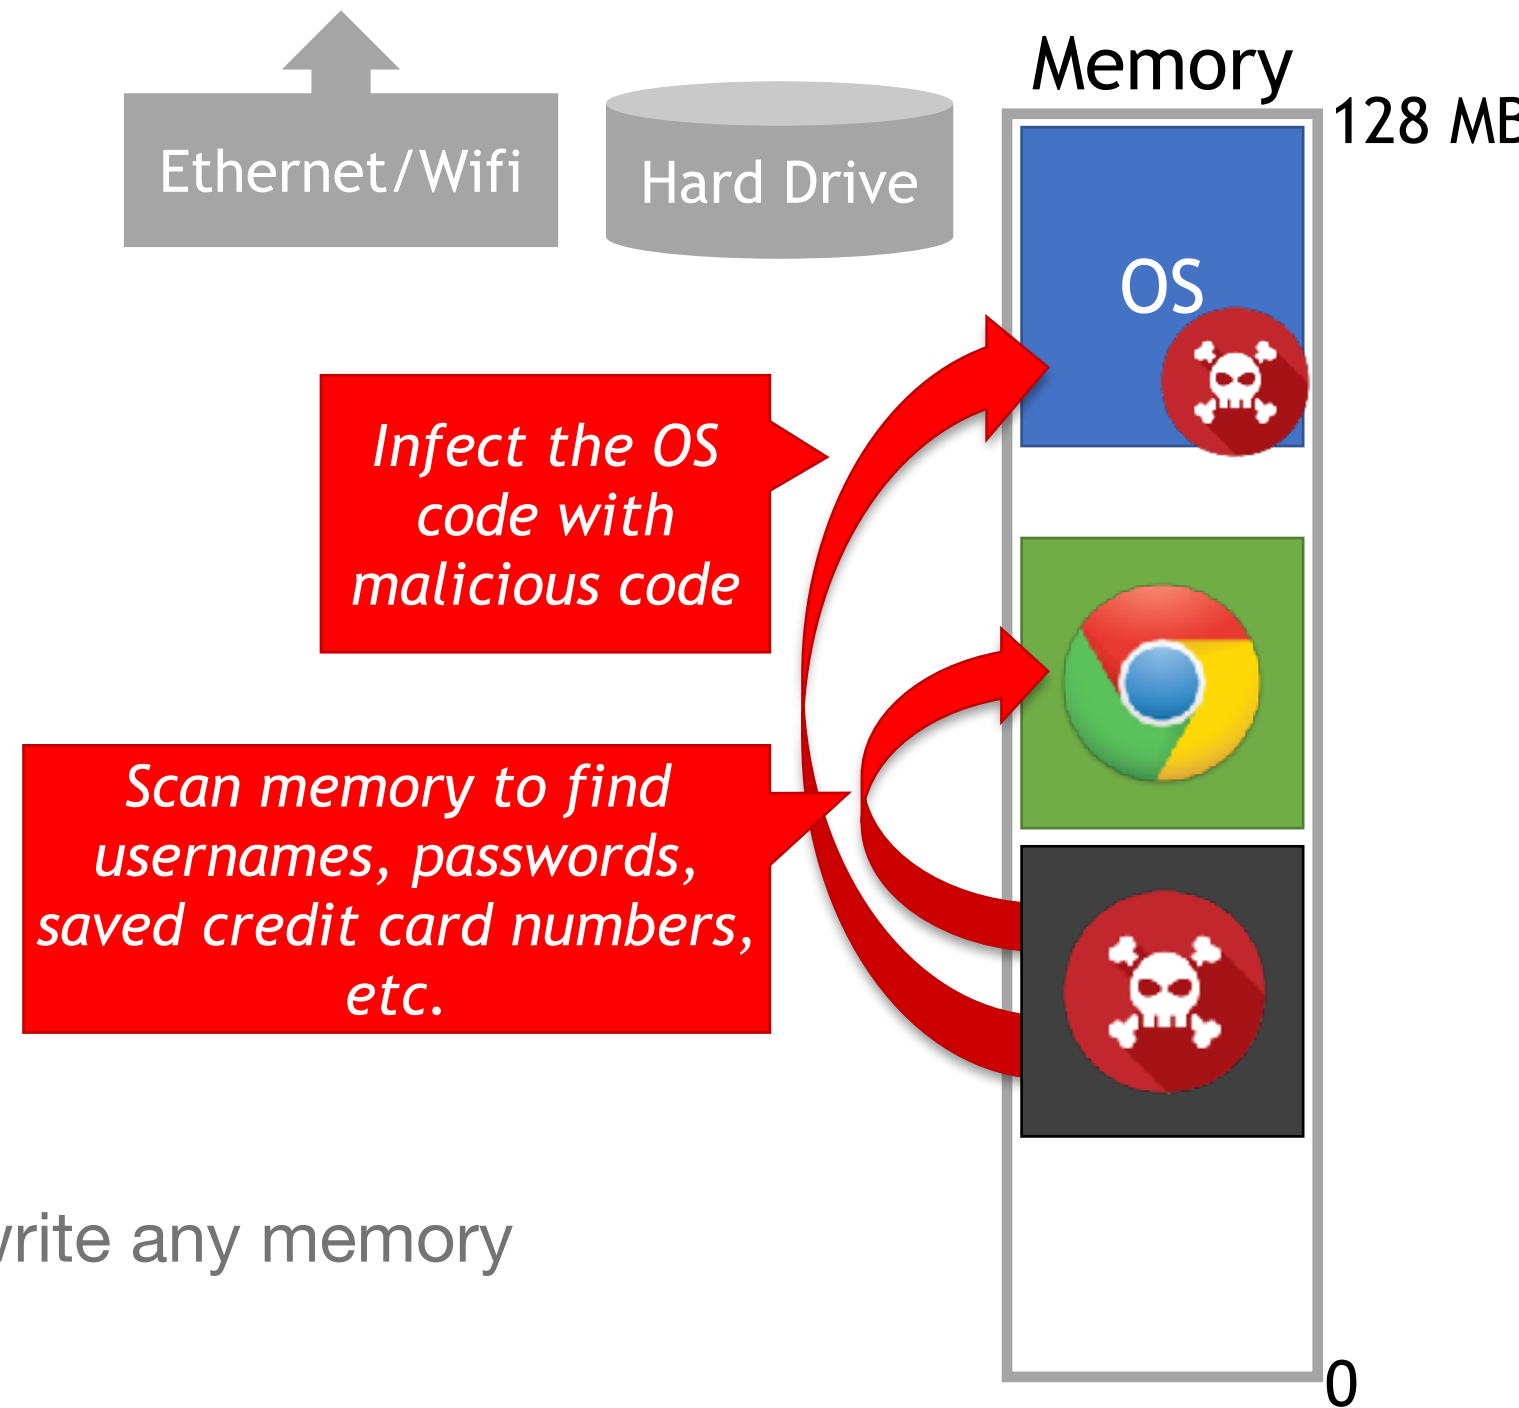 Memory
128 MB
Ethernet/Wifi
Hard Drive
OS
Infect the OS
code with
malicious code
Scan memory to find
usernames, passwords,
saved credit card numbers,
etc.
write any memory
0